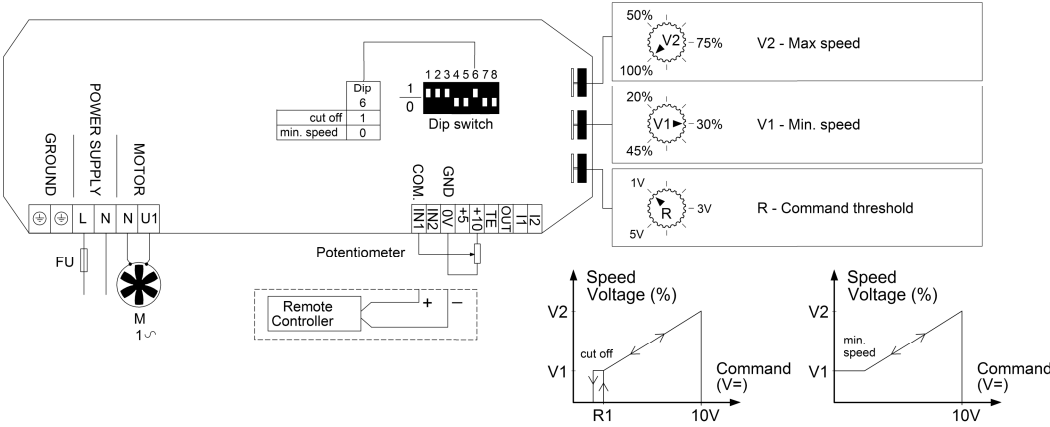 50%
V2
75%
V2 - Max speed
100%
1 2 3 4 5 6 7 8
Dip
1
6
0
cut off
1
Dip switch
min. speed
0
20%
V1
30%
V1 - Min. speed
45%
GROUND
POWER SUPPLY
MOTOR
COM.
GND
1V
R
3V
R - Command threshold
5V
L
N
N
U1
IN1
IN2
0V
+5
+10
TE
OUT
I1
I2
FU
Potentiometer
M
1
Remote
Controller
+
−
Speed
Voltage (%)
V2
cut off
V1
Command
(V=)
R1
10V
Speed
Voltage (%)
V2
min.
speed
V1
Command
(V=)
10V